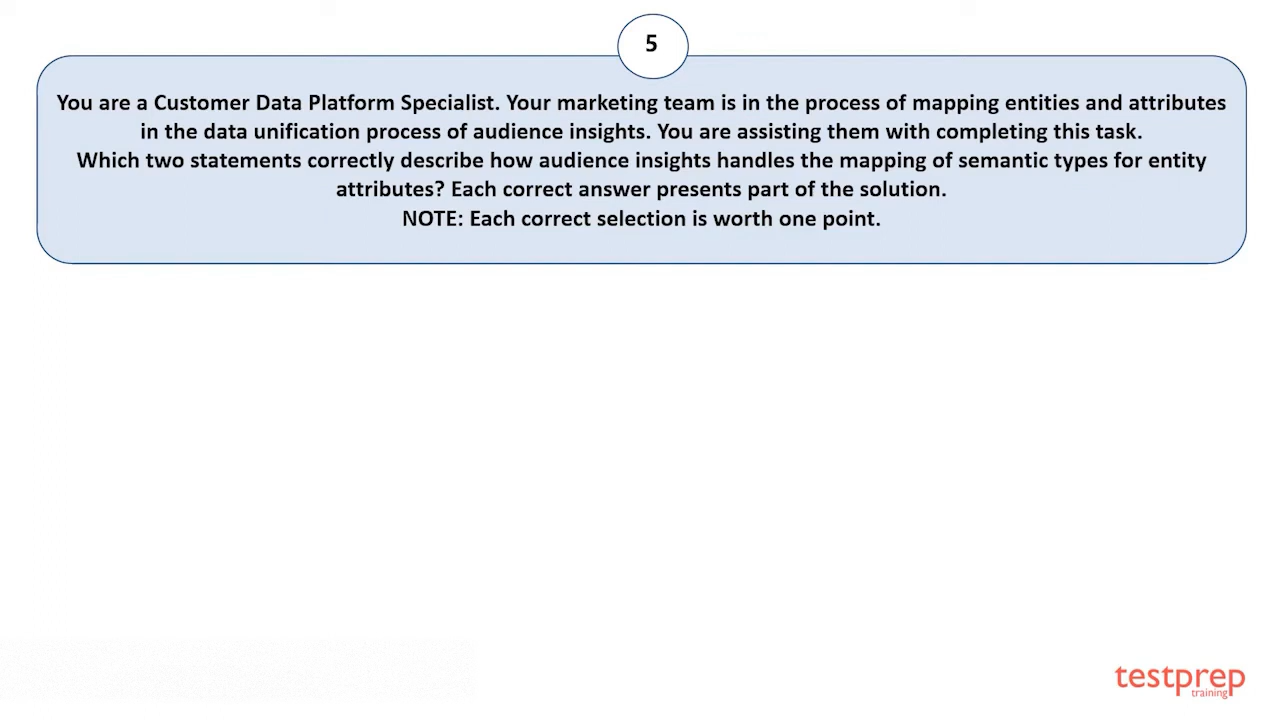 5
You are a Customer Data Platform Specialist. Your marketing team is in the process of mapping entities and attributes
in the data unification process of audience insights. You are assisting them with completing this task.
Which two statements correctly describe how audience insights handles the mapping of semantic types for entity
attributes? Each correct answer presents part of the solution.
NOTE: Each correct selection is worth one point.
testprep
training